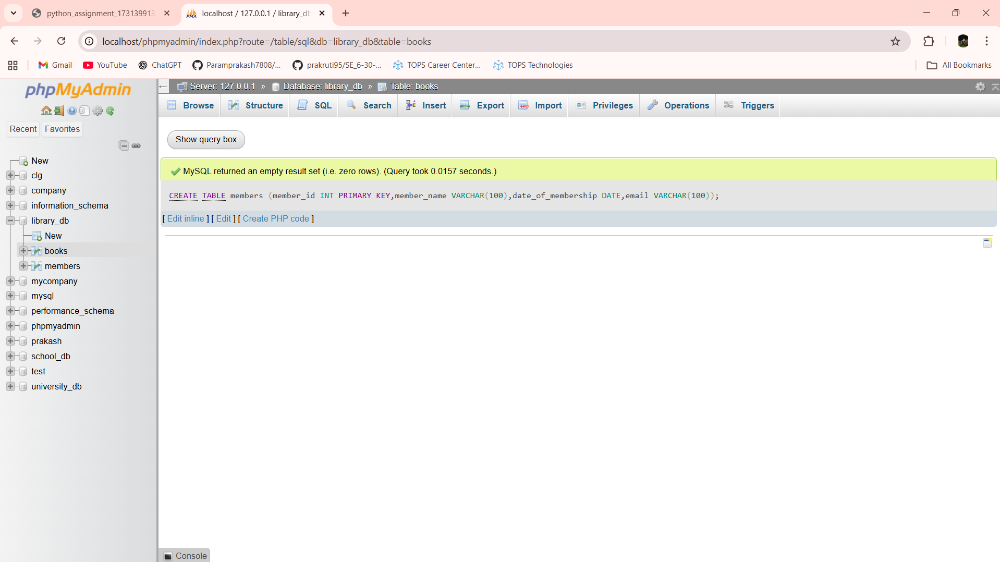 python_assignment_173139913
localhost / 127.0.0.1 / library_db
localhost/phpmyadmin/index.php?route=/table/sql&db=library_db&table=books
Gmail YouTube ChatGPT Paramprakash7808/... prakruti95/SE_6-30-... TOPS Career Center... TOPS Technologies All Bookmarks
phpMyAdmin
Recent Favorites
New
clg
company
information_schema
library_db
New
books
members
mycompany
mysql
performance_schema
phpmyadmin
prakash
school_db
test
university_db
Server: 127.0.0.1 » Database: library_db » Table: books
Browse Structure SQL Search Insert Export Import Privileges Operations Triggers
Show query box
MySQL returned an empty result set (i.e. zero rows). (Query took 0.0157 seconds.)
CREATE TABLE members (member_id INT PRIMARY KEY,member_name VARCHAR(100),date_of_membership DATE,email VARCHAR(100));
[ Edit inline ] [ Edit ] [ Create PHP code ]
Console